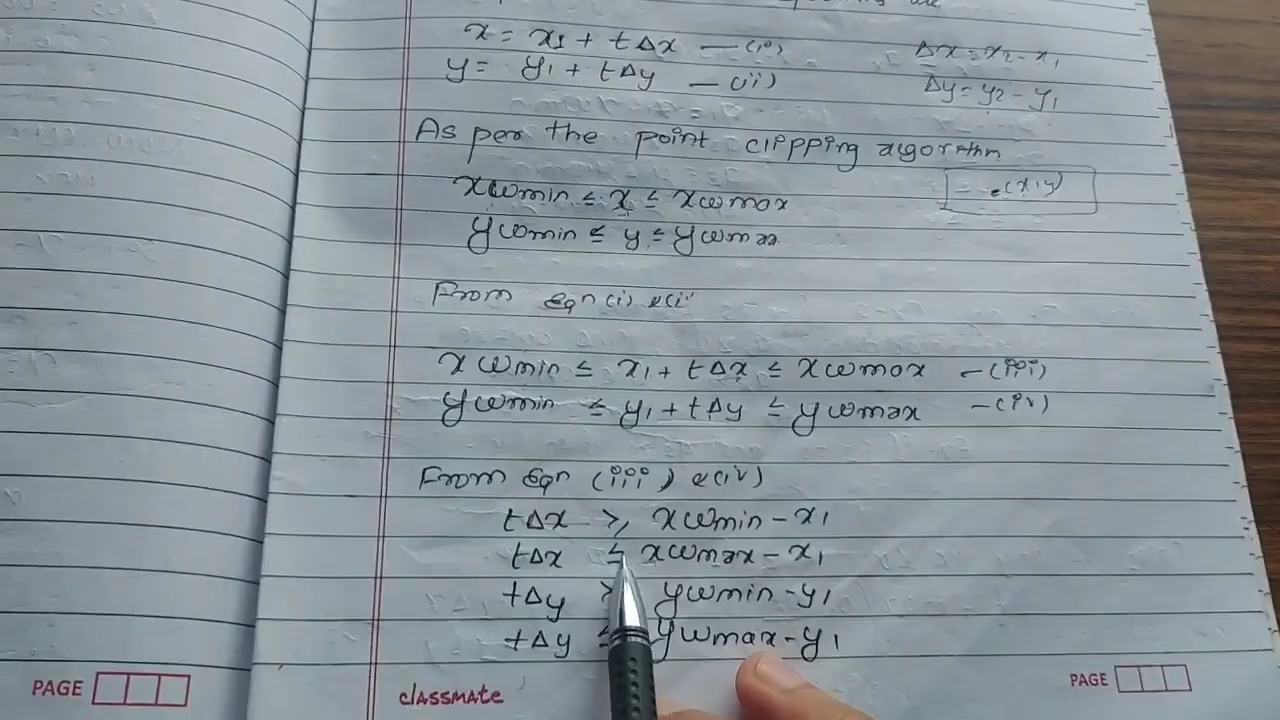 x = x1 + tΔx — (i)
Δx = x2 - x1
y = y1 + tΔy — (ii)
Δy = y2 - y1
As per the point clippping algorithm
xwmin ≤ x ≤ xwmax
(x,y)
ywmin ≤ y ≤ ywmax
From eqn (i) &(ii
xwmin ≤ x1 + tΔx ≤ xwmax — (iii)
ywmin ≤ y1 + tΔy ≤ ywmax — (iv)
From eqn (iii) &(iv)
tΔx ≥ xwmin - x1
tΔx ≤ xwmax - x1
tΔy ≥ ywmin - y1
tΔy ≤ ywmax - y1
PAGE
classmate
PAGE